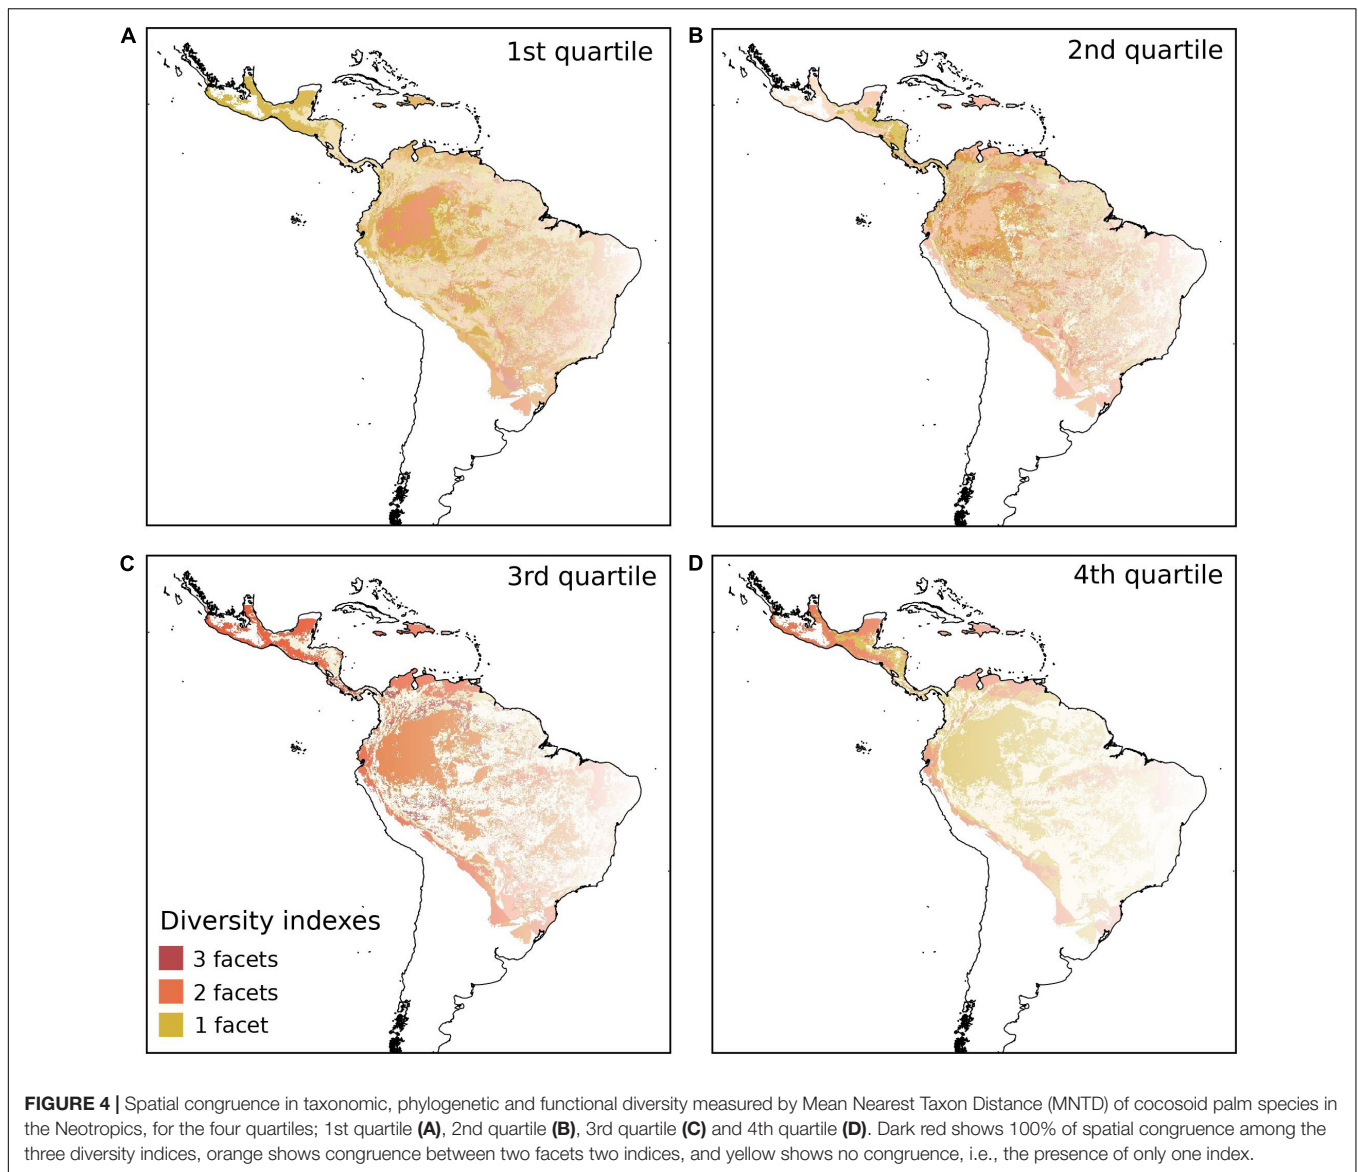 A
1st quartile
B
2nd quartile
C
3rd quartile
Diversity indexes
3 facets
2 facets
1 facet
D
4th quartile
FIGURE 4 | Spatial congruence in taxonomic, phylogenetic and functional diversity measured by Mean Nearest Taxon Distance (MNTD) of cocosoid palm species in
the Neotropics, for the four quartiles; 1st quartile (A), 2nd quartile (B), 3rd quartile (C) and 4th quartile (D). Dark red shows 100% of spatial congruence among the
three diversity indices, orange shows congruence between two facets two indices, and yellow shows no congruence, i.e., the presence of only one index.